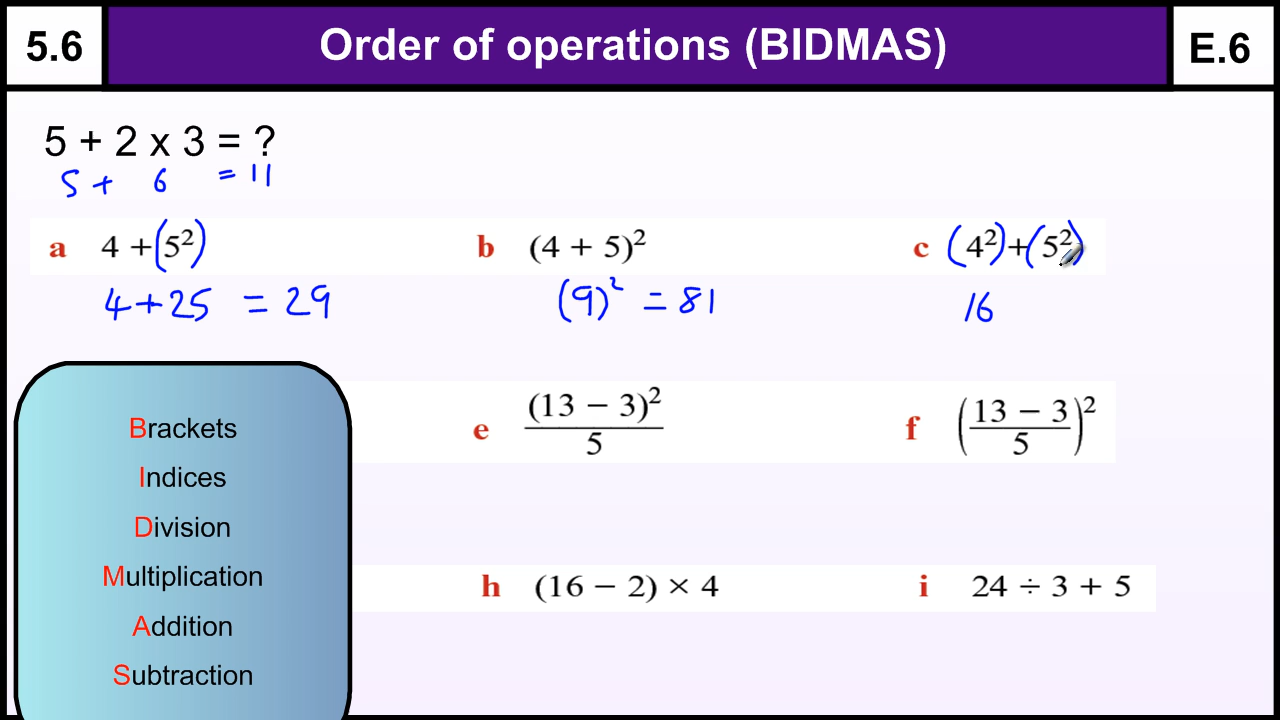 5.6 Order of operations (BIDMAS) E.6
5 + 2 x 3 = ?
5 + 6 = 11
a 4 + (5²) b (4 + 5)² c (4²) + (5²)
4 + 25 = 29 (9)² = 81 16
e (13 − 3)² / 5 f ((13 − 3) / 5)²
h (16 − 2) × 4 i 24 ÷ 3 + 5
Brackets
Indices
Division
Multiplication
Addition
Subtraction